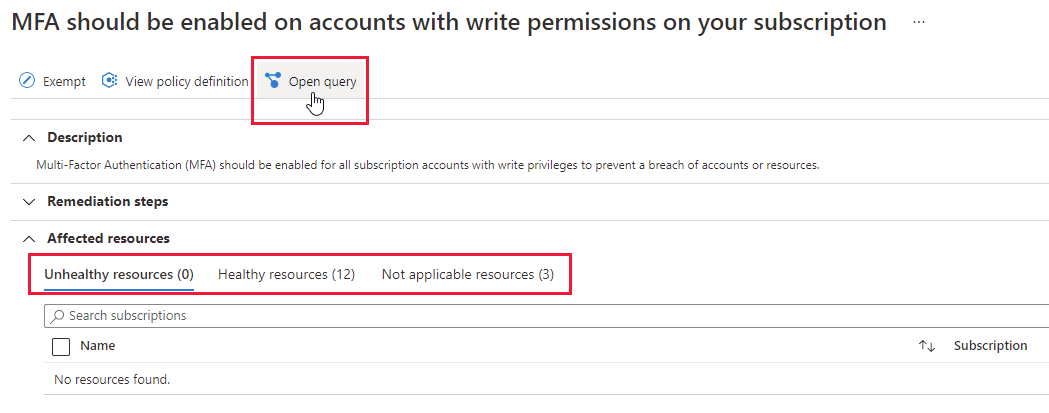 MFA should be enabled on accounts with write permissions on your subscription ...
Exempt View policy definition Open query
Description
Multi-Factor Authentication (MFA) should be enabled for all subscription accounts with write privileges to prevent a breach of accounts or resources.
Remediation steps
Affected resources
Unhealthy resources (0) Healthy resources (12) Not applicable resources (3)
Search subscriptions
Name Subscription
No resources found.